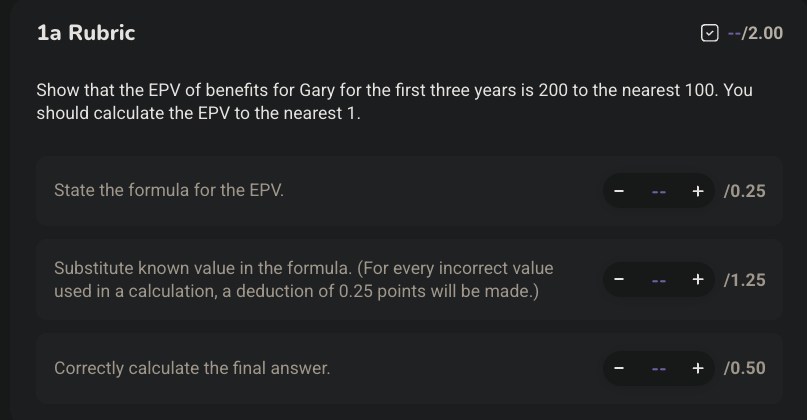 1a Rubric
--/2.00
Show that the EPV of benefits for Gary for the first three years is 200 to the nearest 100. You
should calculate the EPV to the nearest 1.
State the formula for the EPV.
− -- + /0.25
Substitute known value in the formula. (For every incorrect value
used in a calculation, a deduction of 0.25 points will be made.)
− -- + /1.25
Correctly calculate the final answer.
− -- + /0.50